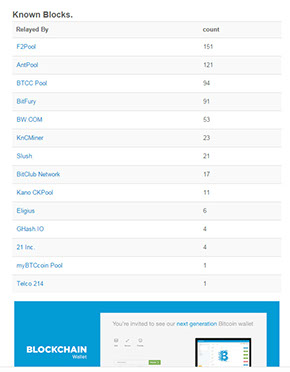 Known Blocks.
Relayed By count
F2Pool 151
AntPool 121
BTCC Pool 94
BitFury 91
BW COM 53
KnCMiner 23
Slush 21
BitClub Network 17
Kano CKPool 11
Eligius 6
GHash IO 4
21 Inc. 4
myBTCcoin Pool 1
Telco 214 1
You're invited to see our next generation Bitcoin wallet
BLOCKCHAIN
Wallet